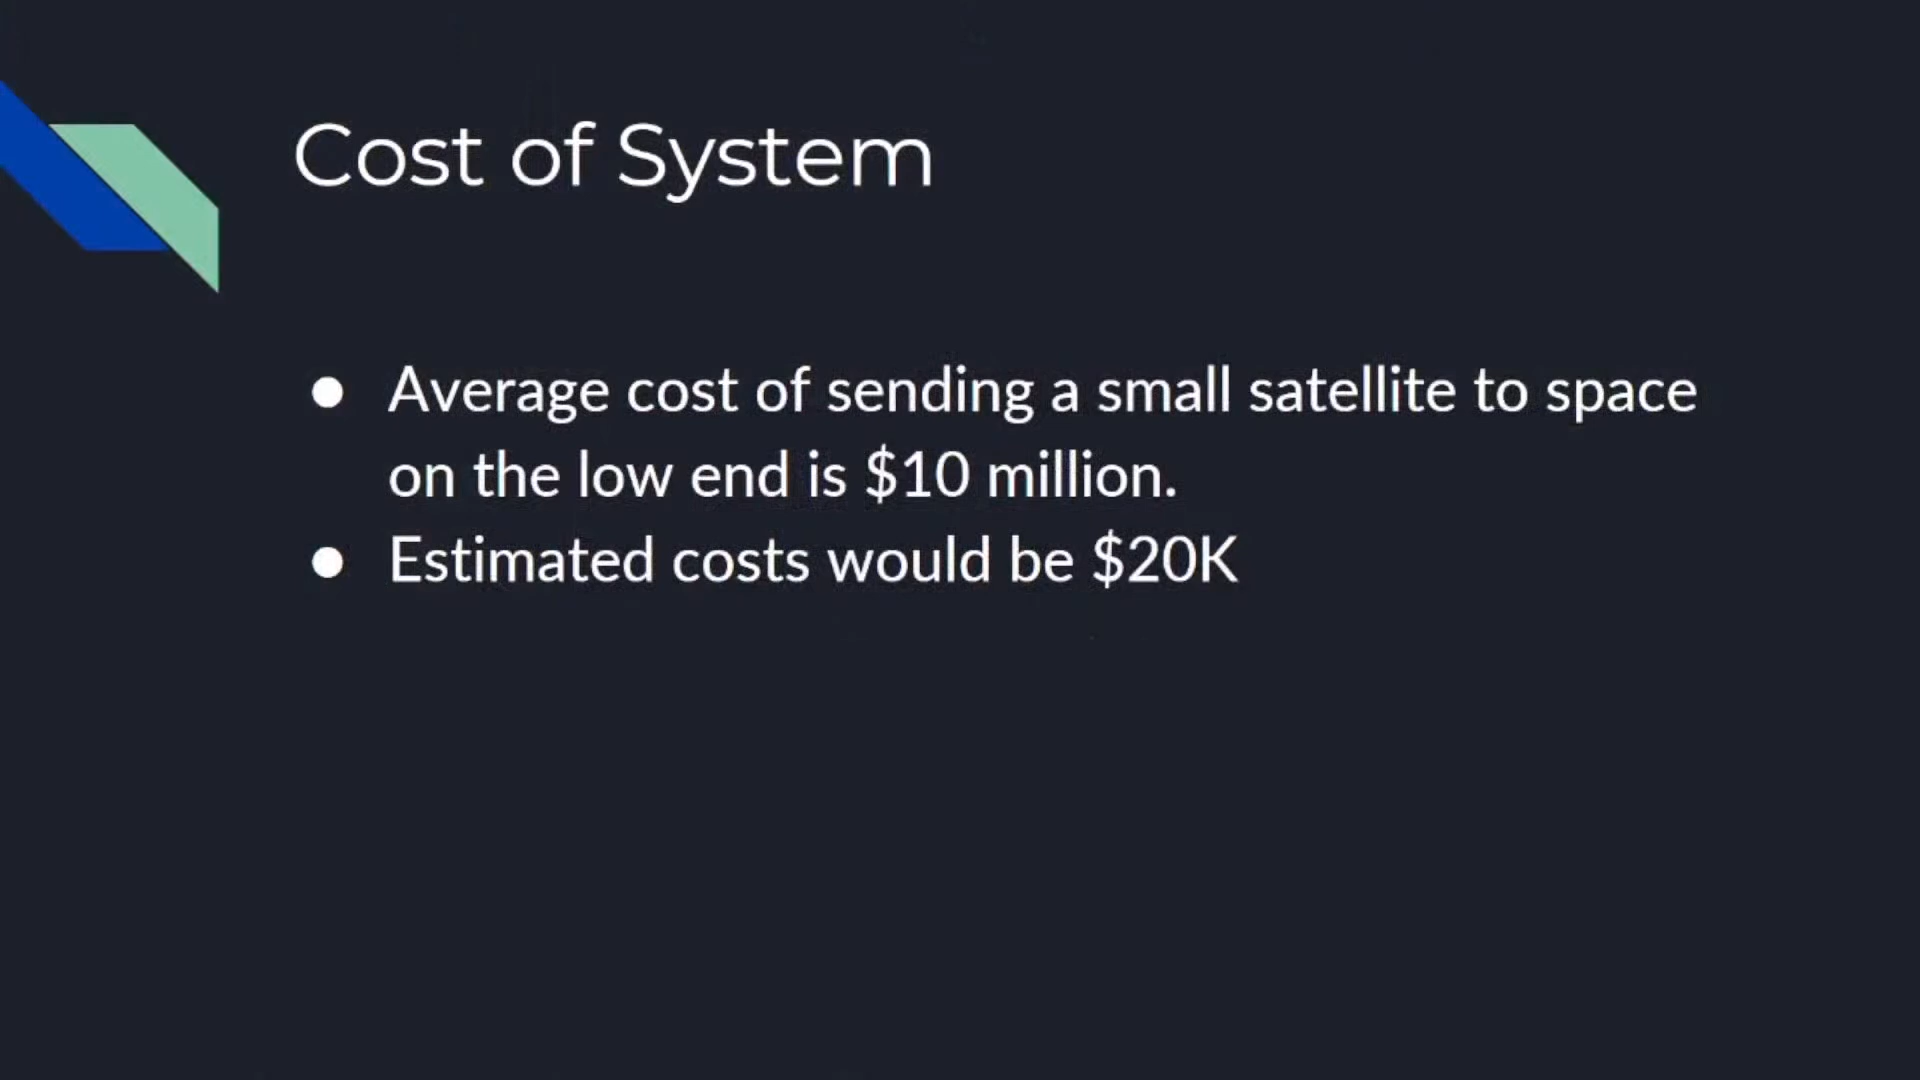 Cost of System
● Average cost of sending a small satellite to space
on the low end is $10 million.
● Estimated costs would be $20K